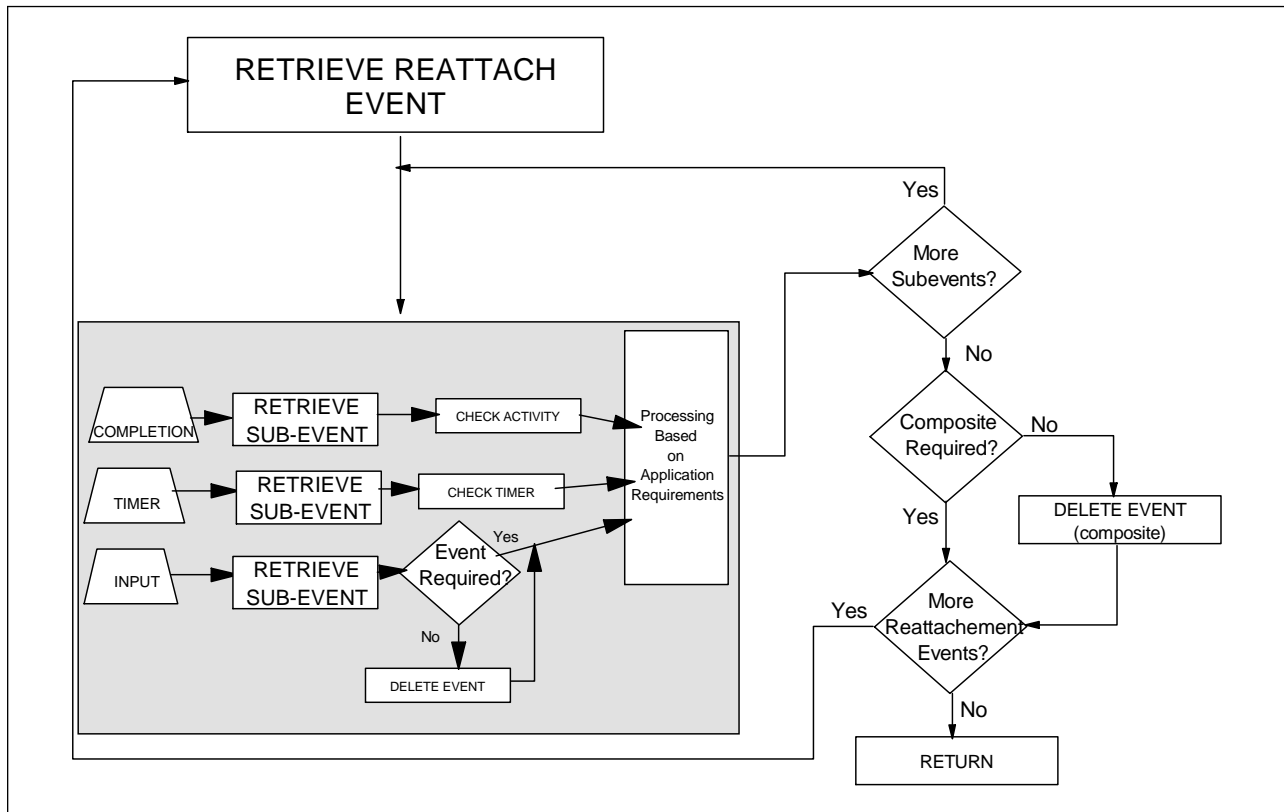 RETRIEVE REATTACH
EVENT
Yes
More
Subevents?
No
COMPLETION
RETRIEVE
SUB-EVENT
CHECK ACTIVITY
Processing
Based
on
Application
Requirements
TIMER
RETRIEVE
SUB-EVENT
CHECK TIMER
INPUT
RETRIEVE
SUB-EVENT
Event
Required?
Yes
No
DELETE EVENT
Composite
Required?
No
DELETE EVENT
(composite)
Yes
More
Reattachement
Events?
Yes
No
RETURN